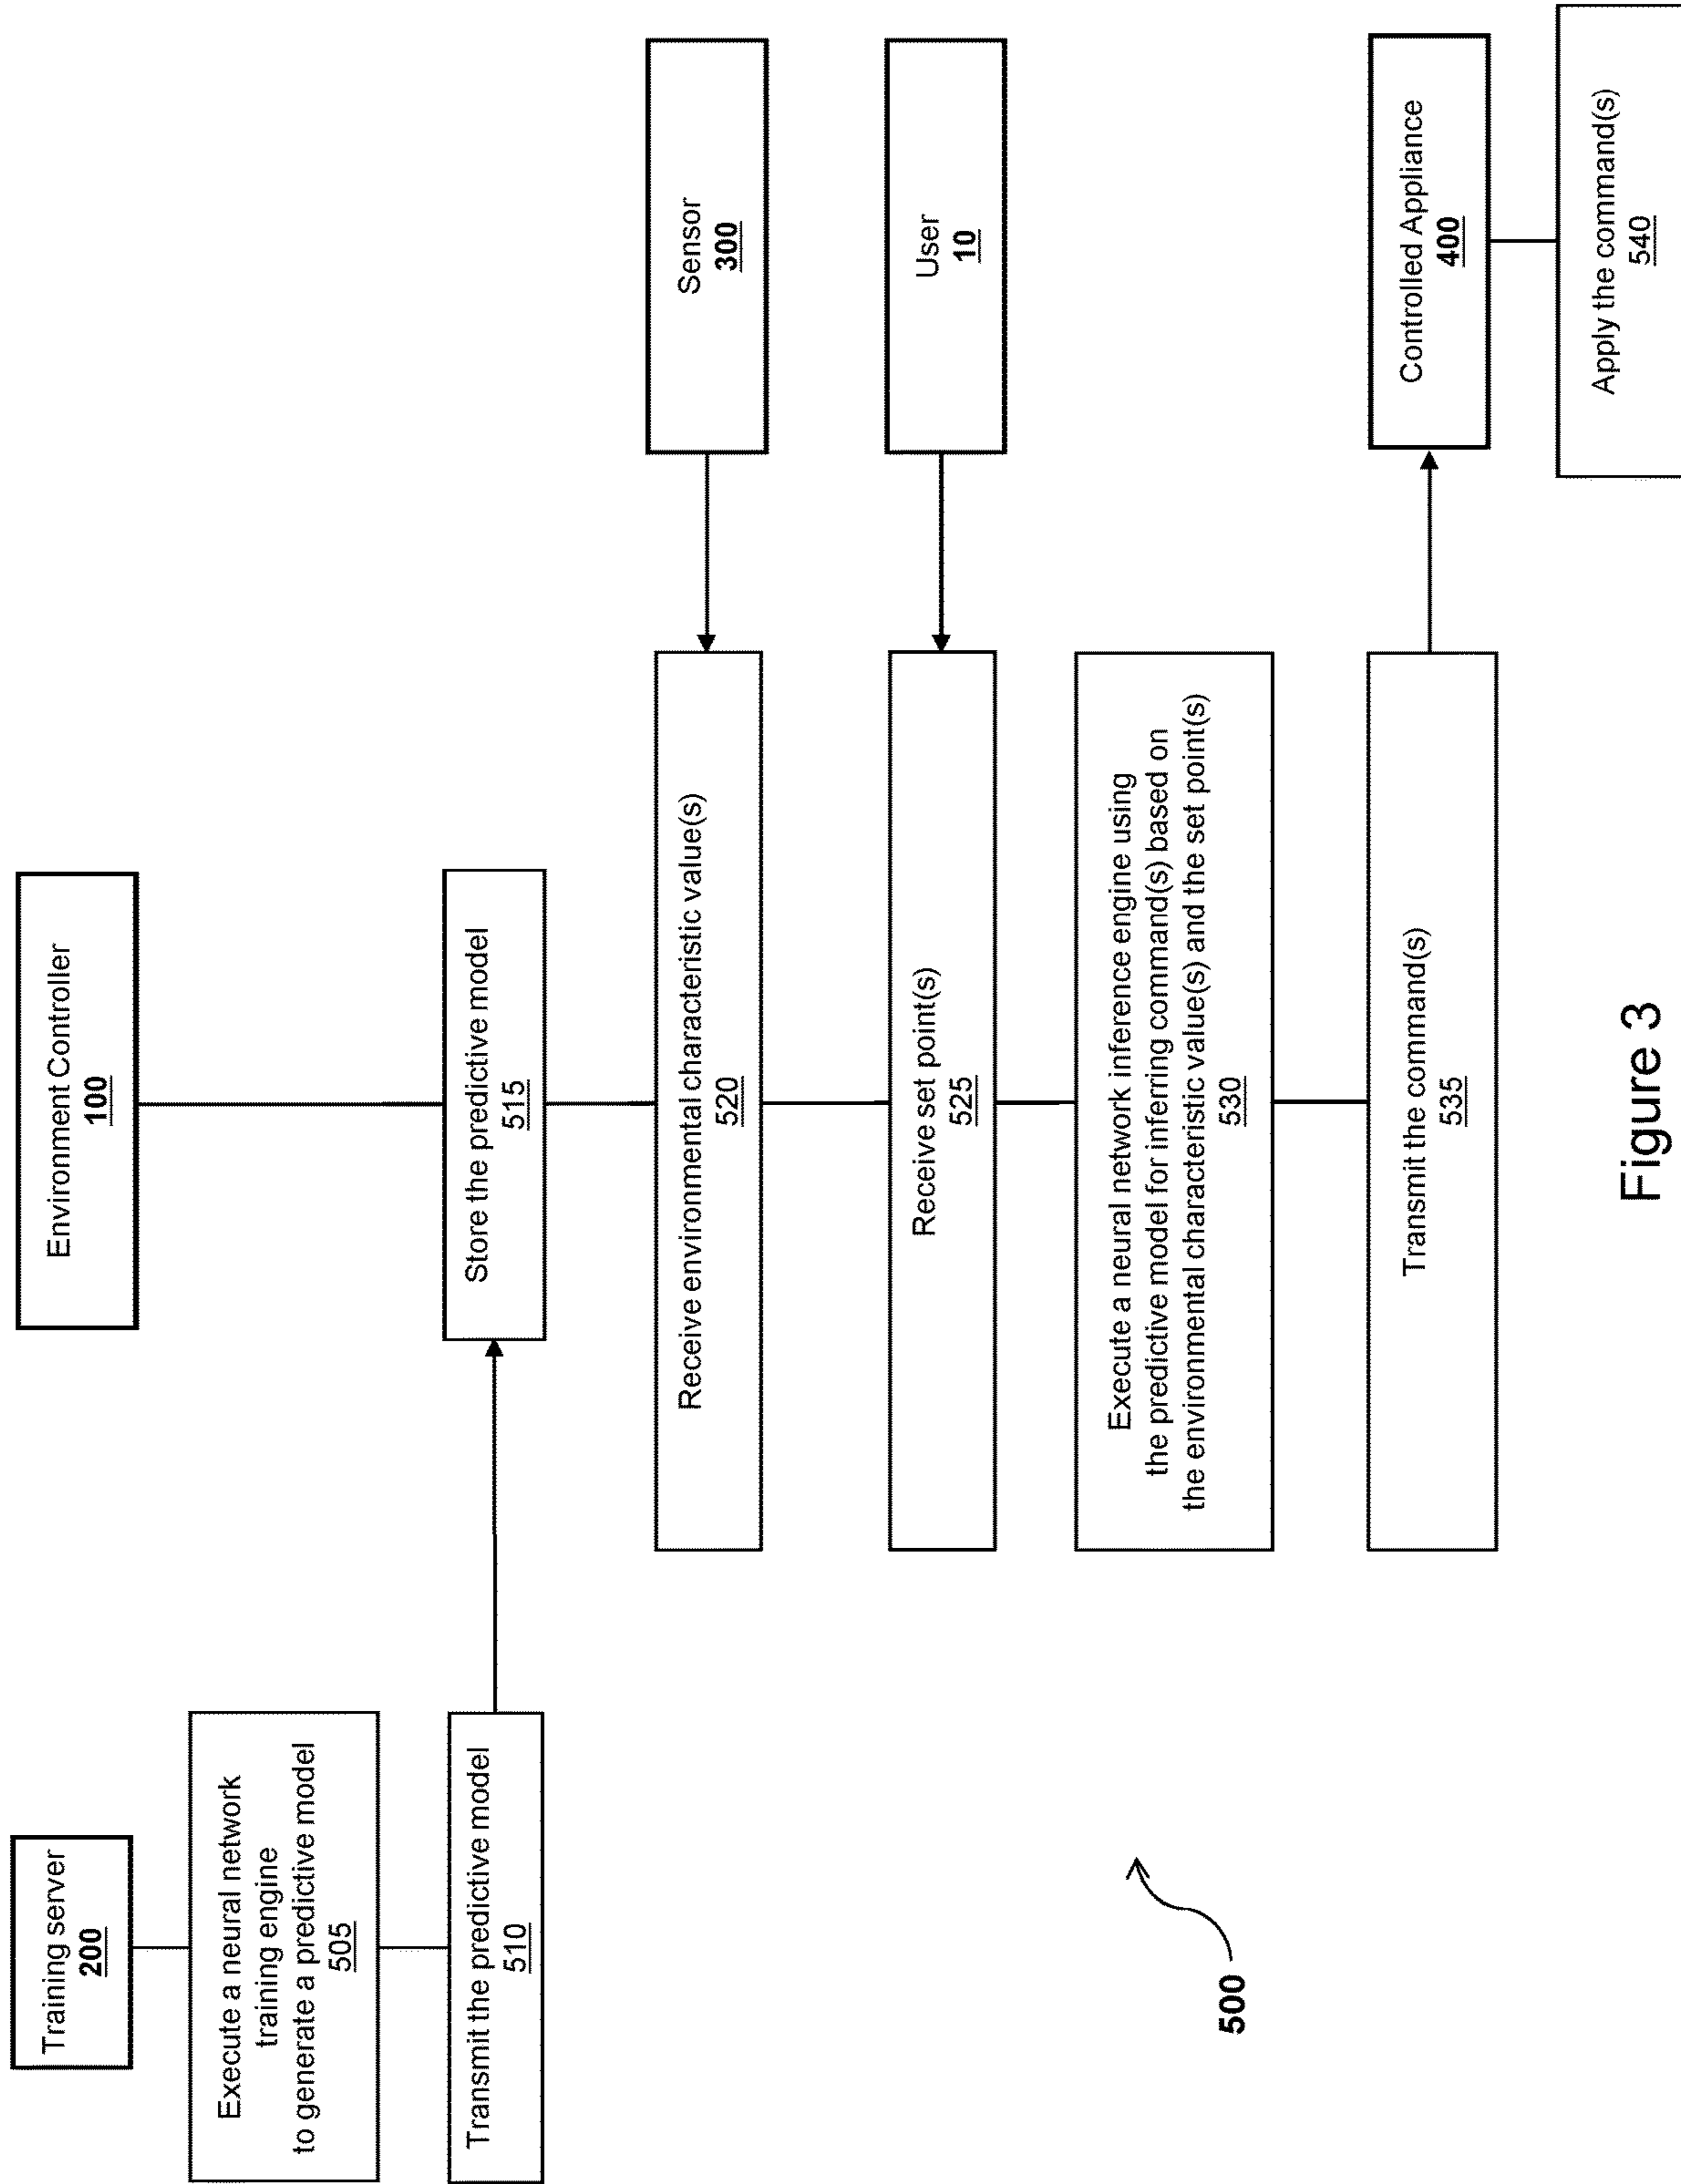 Training server
200
Execute a neural network
training engine
to generate a predictive model
505
Transmit the predictive model
510
Environment Controller
100
Store the predictive model
515
Receive environmental characteristic value(s)
520
Sensor
300
Receive set point(s)
525
User
10
Execute a neural network inference engine using
the predictive model for inferring command(s) based on
the environmental characteristic value(s) and the set point(s)
530
Transmit the command(s)
535
Controlled Appliance
400
Apply the command(s)
540
500
Figure 3